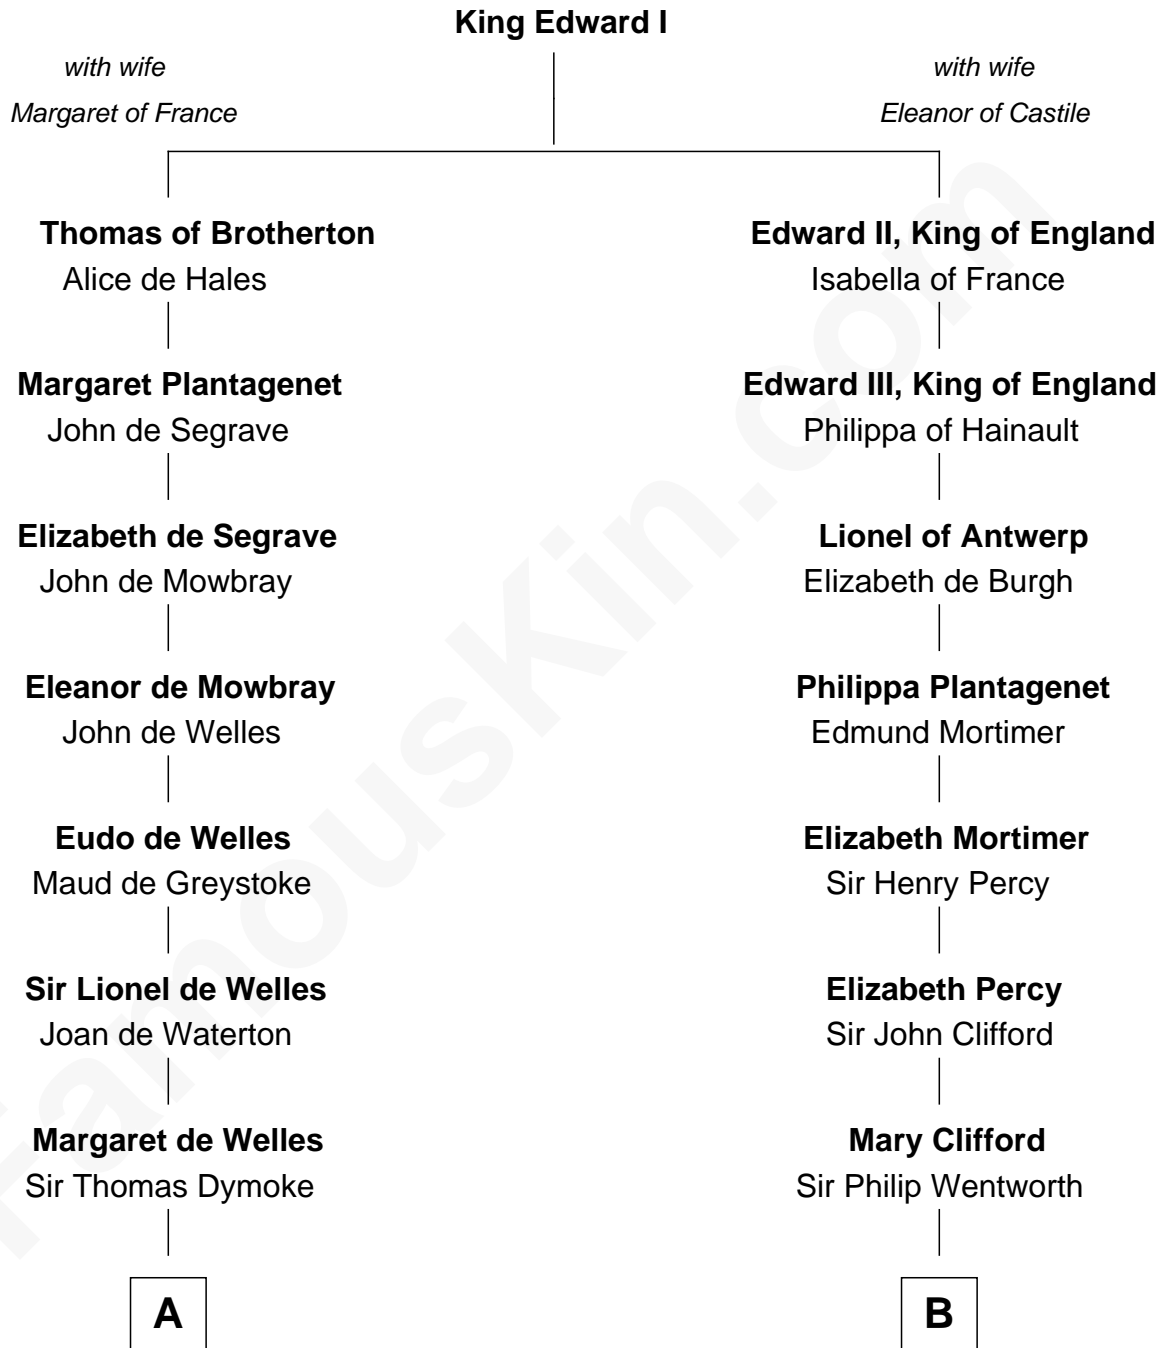 King Edward I
with wife
Margaret of France
with wife
Eleanor of Castile
Thomas of Brotherton
Alice de Hales
Edward II, King of England
Isabella of France
Margaret Plantagenet
John de Segrave
Edward III, King of England
Philippa of Hainault
Elizabeth de Segrave
John de Mowbray
Lionel of Antwerp
Elizabeth de Burgh
Eleanor de Mowbray
John de Welles
Philippa Plantagenet
Edmund Mortimer
Eudo de Welles
Maud de Greystoke
Elizabeth Mortimer
Sir Henry Percy
Sir Lionel de Welles
Joan de Waterton
Elizabeth Percy
Sir John Clifford
Margaret de Welles
Sir Thomas Dymoke
Mary Clifford
Sir Philip Wentworth
A
B
FamousKin.com